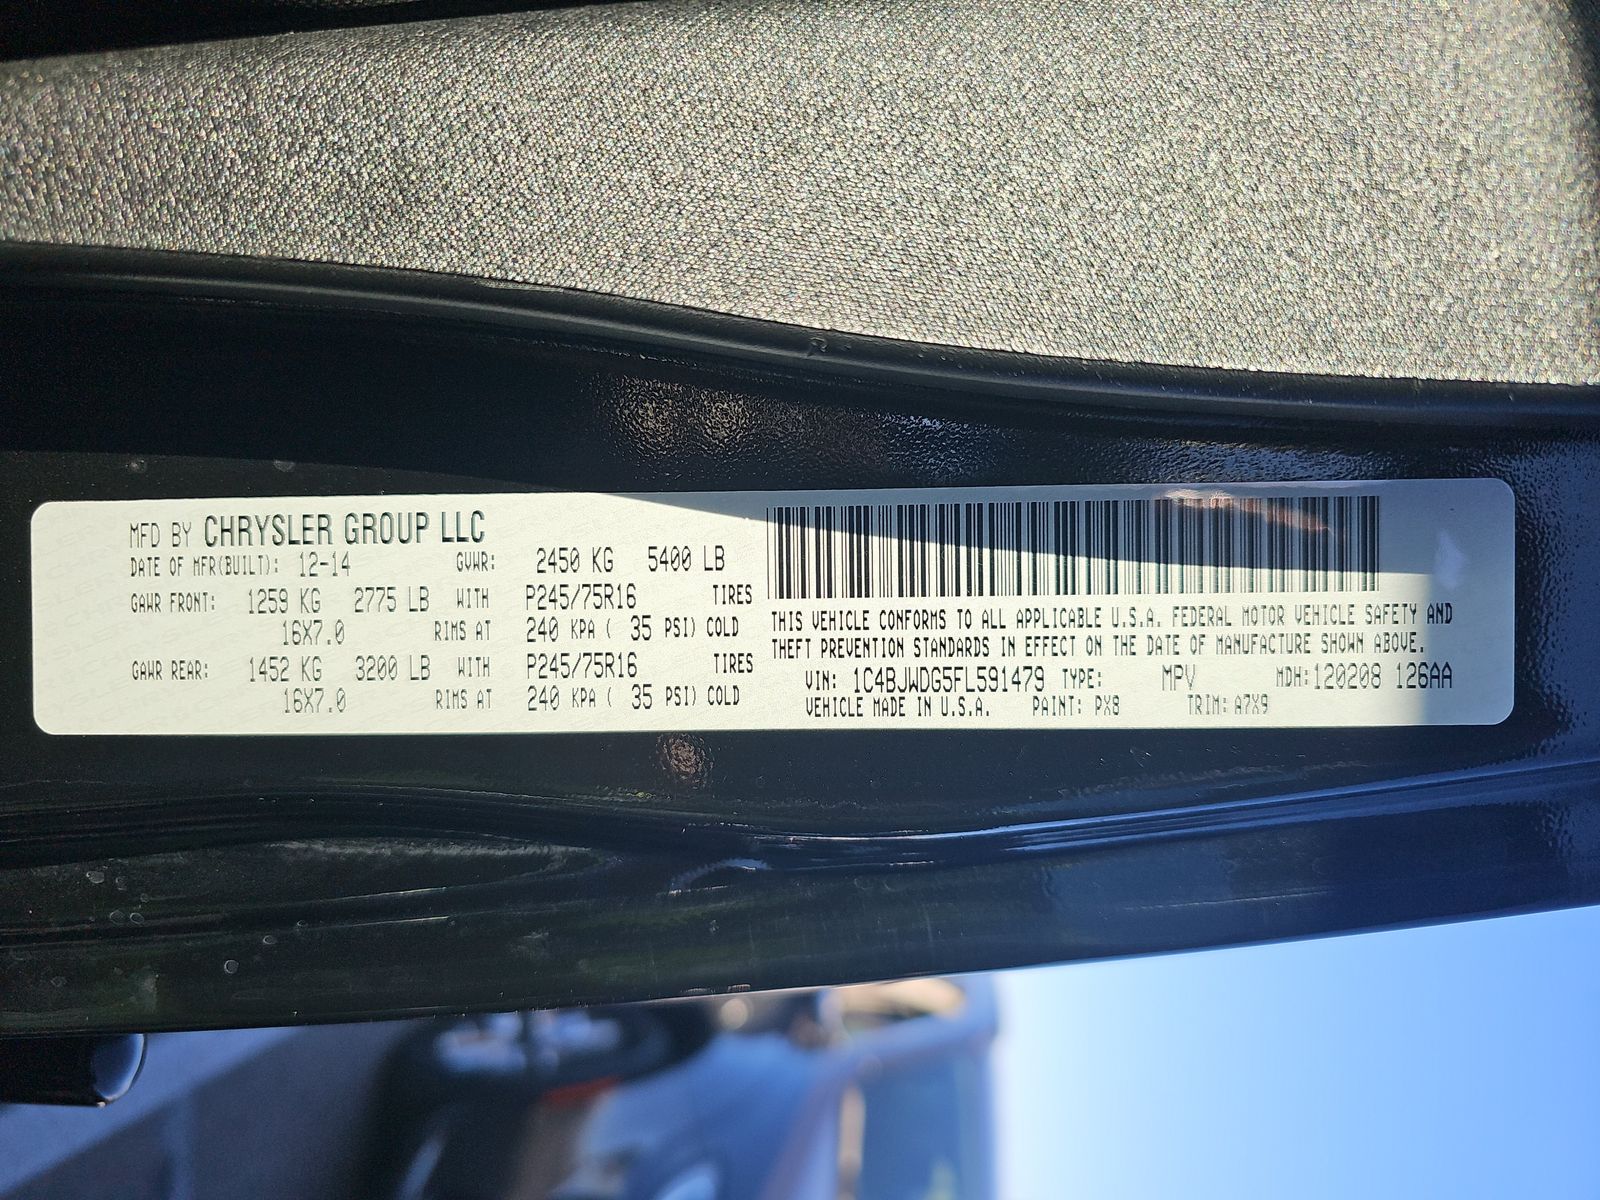 MFD BY CHRYSLER GROUP LLC
DATE OF MFR(BUILT): 12-14 GVWR: 2450 KG 5400 LB
GAWR FRONT: 1259 KG 2775 LB WITH P245/75R16 TIRES
16X7.0 RIMS AT 240 KPA ( 35 PSI) COLD
GAWR REAR: 1452 KG 3200 LB WITH P245/75R16 TIRES
16X7.0 RIMS AT 240 KPA ( 35 PSI) COLD
THIS VEHICLE CONFORMS TO ALL APPLICABLE U.S.A. FEDERAL MOTOR VEHICLE SAFETY AND
THEFT PREVENTION STANDARDS IN EFFECT ON THE DATE OF MANUFACTURE SHOWN ABOVE.
VIN: 1C4BJWDG5FL591479 TYPE: MPV MDH: 120208 126AA
VEHICLE MADE IN U.S.A. PAINT: PX8 TRIM: A7X9